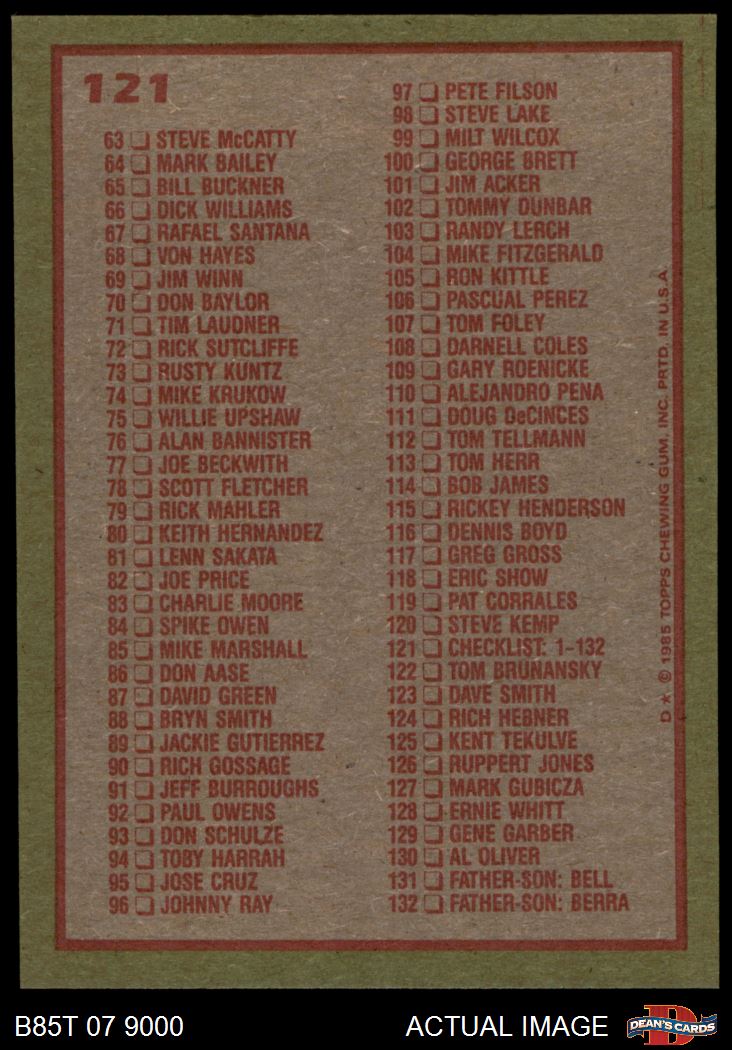 121
63 STEVE McCATTY
64 MARK BAILEY
65 BILL BUCKNER
66 DICK WILLIAMS
67 RAFAEL SANTANA
68 VON HAYES
69 JIM WINN
70 DON BAYLOR
71 TIM LAUDNER
72 RICK SUTCLIFFE
73 RUSTY KUNTZ
74 MIKE KRUKOW
75 WILLIE UPSHAW
76 ALAN BANNISTER
77 JOE BECKWITH
78 SCOTT FLETCHER
79 RICK MAHLER
80 KEITH HERNANDEZ
81 LENN SAKATA
82 JOE PRICE
83 CHARLIE MOORE
84 SPIKE OWEN
85 MIKE MARSHALL
86 DON AASE
87 DAVID GREEN
88 BRYN SMITH
89 JACKIE GUTIERREZ
90 RICH GOSSAGE
91 JEFF BURROUGHS
92 PAUL OWENS
93 DON SCHULZE
94 TOBY HARRAH
95 JOSE CRUZ
96 JOHNNY RAY
97 PETE FILSON
98 STEVE LAKE
99 MILT WILCOX
100 GEORGE BRETT
101 JIM ACKER
102 TOMMY DUNBAR
103 RANDY LERCH
104 MIKE FITZGERALD
105 RON KITTLE
106 PASCUAL PEREZ
107 TOM FOLEY
108 DARNELL COLES
109 GARY ROENICKE
110 ALEJANDRO PENA
111 DOUG DeCINCES
112 TOM TELLMANN
113 TOM HERR
114 BOB JAMES
115 RICKEY HENDERSON
116 DENNIS BOYD
117 GREG GROSS
118 ERIC SHOW
119 PAT CORRALES
120 STEVE KEMP
121 CHECKLIST: 1-132
122 TOM BRUNANSKY
123 DAVE SMITH
124 RICH HEBNER
125 KENT TEKULVE
126 RUPPERT JONES
127 MARK GUBICZA
128 ERNIE WHITT
129 GENE GARBER
130 AL OLIVER
131 FATHER-SON: BELL
132 FATHER-SON: BERRA
D ★ © 1985 TOPPS CHEWING GUM, INC. PRTD. IN U.S.A.
B85T 07 9000
ACTUAL IMAGE
D
DEAN'S CARDS